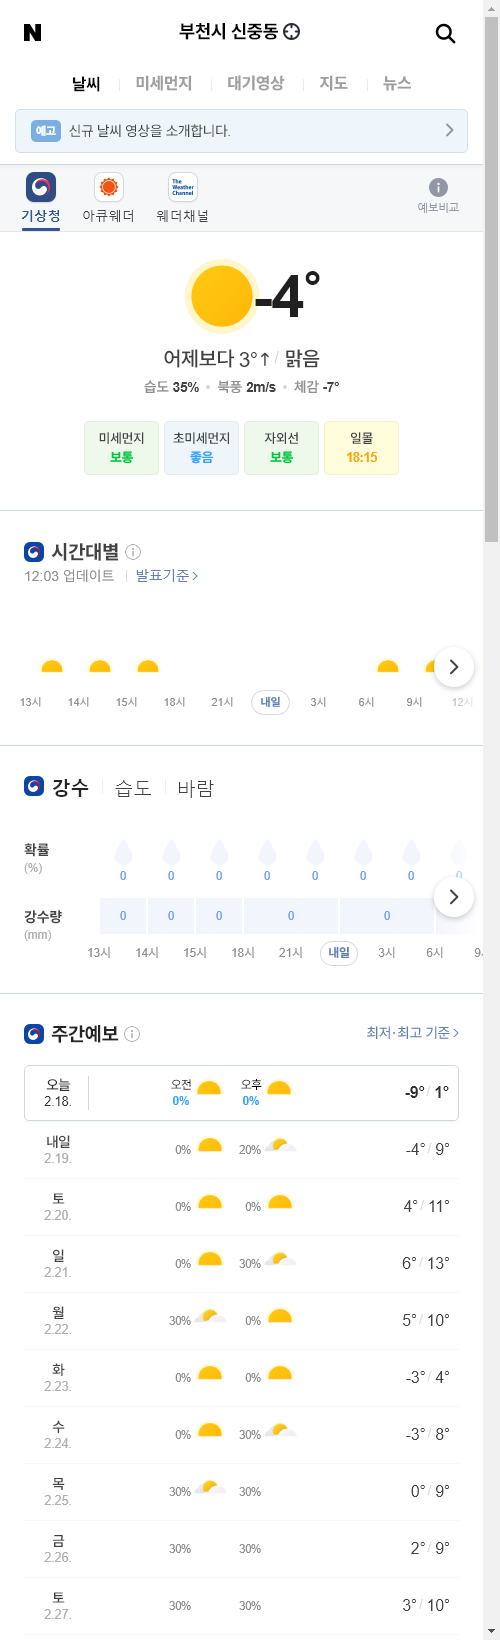 N 부천시 신중동
날씨 미세먼지 대기영상 지도 뉴스
예고 신규 날씨 영상을 소개합니다.
The Weather Channel
기상청 아큐웨더 웨더채널 예보비교
-4°
어제보다 3°↑ / 맑음
습도 35% • 북풍 2m/s • 체감 -7°
미세먼지 초미세먼지 자외선 일몰
보통 좋음 보통 18:15
시간대별
12:03 업데이트 발표기준 >
13시 14시 15시 18시 21시 내일 3시 6시 9시 12시
강수 습도 바람
확률
(%)
0 0 0 0 0 0 0 0
강수량
(mm)
0 0 0 0 0
13시 14시 15시 18시 21시 내일 3시 6시
주간예보 최저·최고 기준 >
오늘 2.18. 오전 0% 오후 0% -9° / 1°
내일 2.19. 0% 20% -4° / 9°
토 2.20. 0% 0% 4° / 11°
일 2.21. 0% 30% 6° / 13°
월 2.22. 30% 0% 5° / 10°
화 2.23. 0% 0% -3° / 4°
수 2.24. 0% 30% -3° / 8°
목 2.25. 30% 30% 0° / 9°
금 2.26. 30% 30% 2° / 9°
토 2.27. 30% 30% 3° / 10°